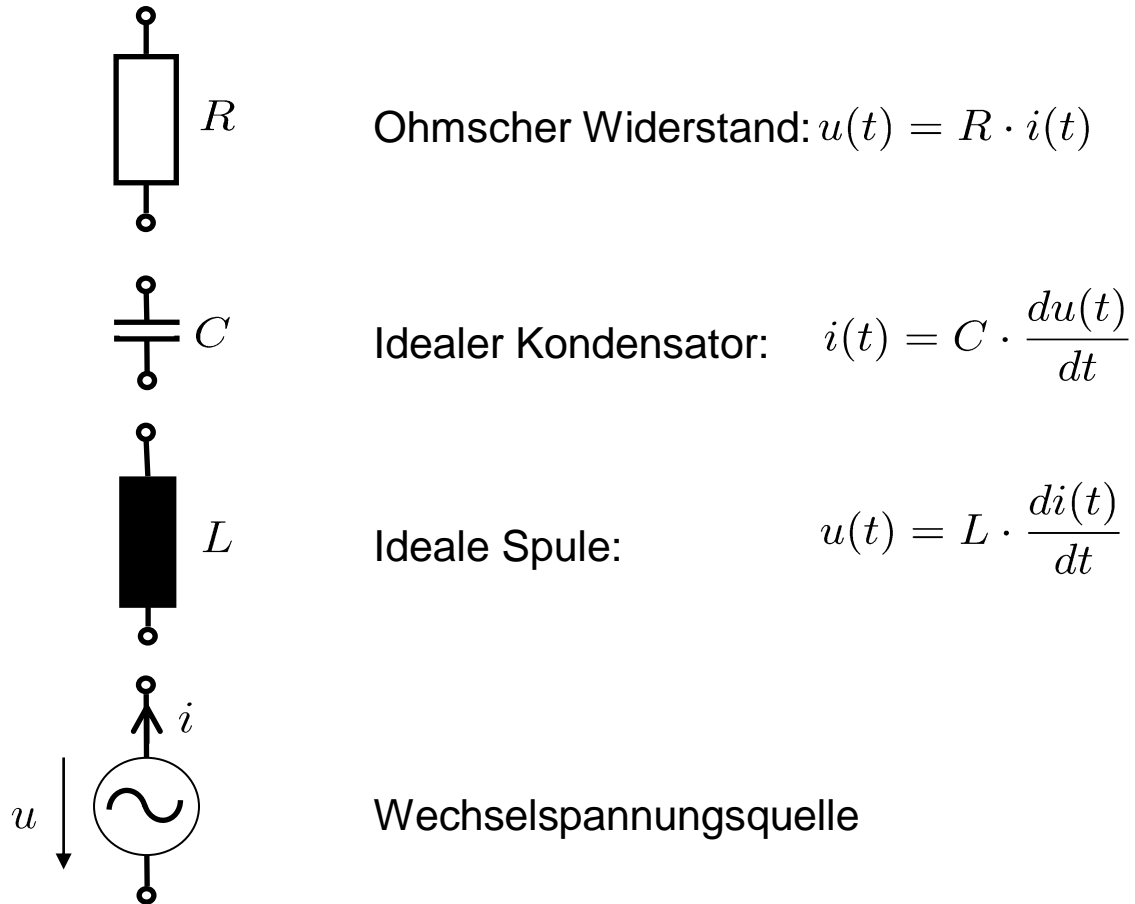 R
Ohmscher Widerstand: u(t) = R · i(t)
C
Idealer Kondensator: i(t) = C · du(t)/dt
L
Ideale Spule: u(t) = L · di(t)/dt
i
u
Wechselspannungsquelle